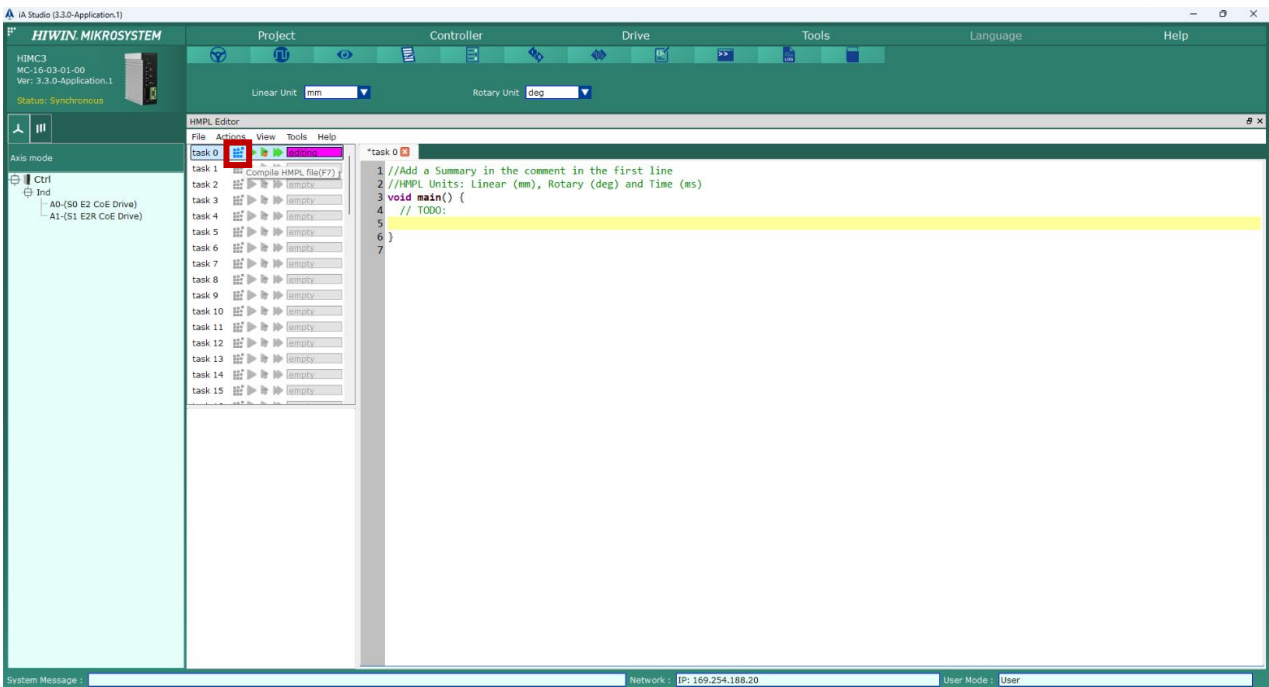 iA Studio (3.3.0-Application.1)
HIWIN. MIKROSYSTEM
Project
Controller
Drive
Tools
Language
Help
HIMC3
MC-16-03-01-00
Ver: 3.3.0-Application.1
Status: Synchronous
LOG
Linear Unit mm
Rotary Unit deg
HMPL Editor
File Actions View Tools Help
Axis mode
Ctrl
Ind
A0-(S0 E2 CoE Drive)
A1-(S1 E2R CoE Drive)
task 0 editing
task 1
Compile HMPL file(F7)
task 2 empty
task 3 empty
task 4 empty
task 5 empty
task 6 empty
task 7 empty
task 8 empty
task 9 empty
task 10 empty
task 11 empty
task 12 empty
task 13 empty
task 14 empty
task 15 empty
*task 0
1 //Add a Summary in the comment in the first line
2 //HMPL Units: Linear (mm), Rotary (deg) and Time (ms)
3 void main() {
4 // TODO:
5
6 }
7
System Message :
Network : IP: 169.254.188.20
User Mode : User